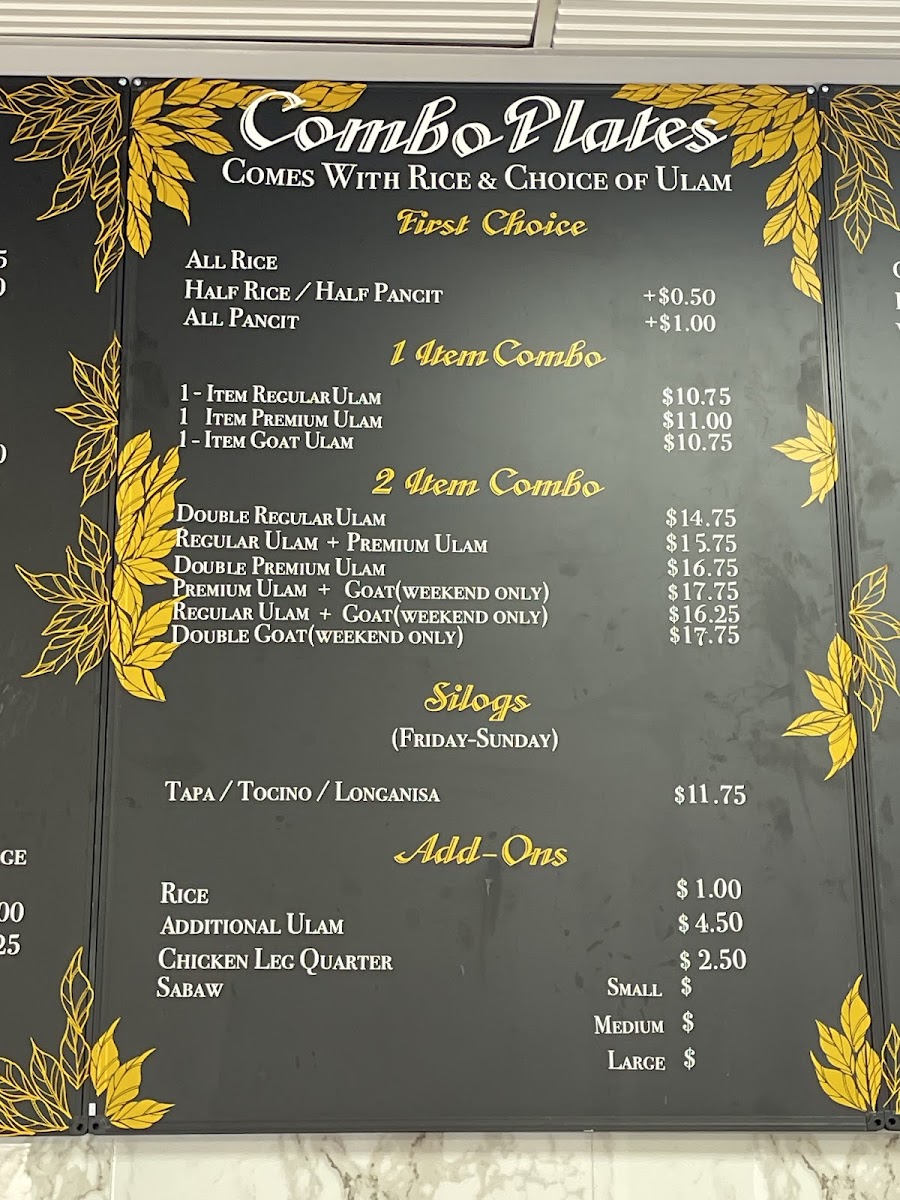 Combo Plates
Comes With Rice & Choice of Ulam
First Choice
All Rice
Half Rice / Half Pancit +$0.50
All Pancit +$1.00
1 Item Combo
1 - Item Regular Ulam $10.75
1 Item Premium Ulam $11.00
1 - Item Goat Ulam $10.75
2 Item Combo
Double Regular Ulam $14.75
Regular Ulam + Premium Ulam $15.75
Double Premium Ulam $16.75
Premium Ulam + Goat(weekend only) $17.75
Regular Ulam + Goat(weekend only) $16.25
Double Goat(weekend only) $17.75
Silogs
(Friday-Sunday)
Tapa / Tocino / Longanisa $11.75
Add-Ons
Rice $ 1.00
Additional Ulam $ 4.50
Chicken Leg Quarter $ 2.50
Sabaw Small $
Medium $
Large $